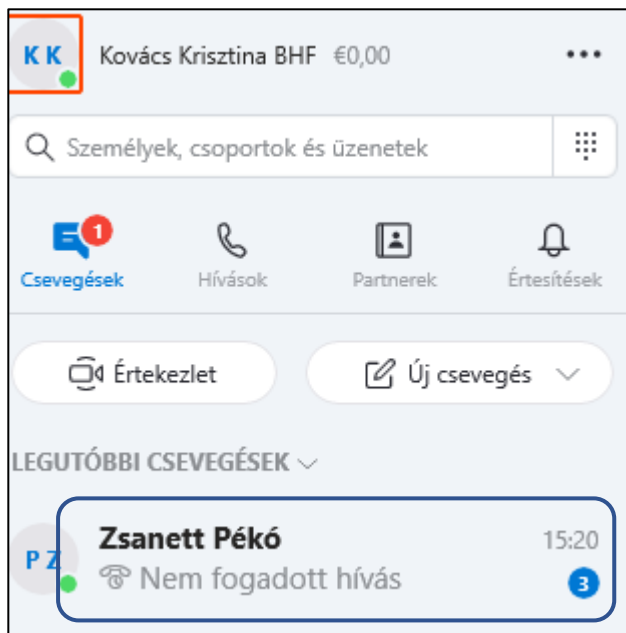 K K Kovács Krisztina BHF €0,00
Személyek, csoportok és üzenetek
1
Csevegések Hívások Partnerek Értesítések
Értekezlet Új csevegés
LEGUTÓBBI CSEVEGÉSEK
Zsanett Pékó 15:20
P Z Nem fogadott hívás 3